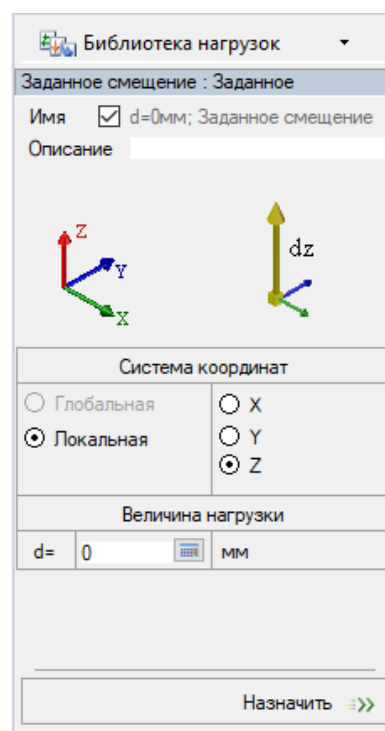 Библиотека нагрузок
Заданное смещение : Заданное
Имя d=0мм; Заданное смещение
Описание
Z
Y
X
dz
Система координат
Глобальная X
Локальная Y
Z
Величина нагрузки
d= 0 мм
Назначить